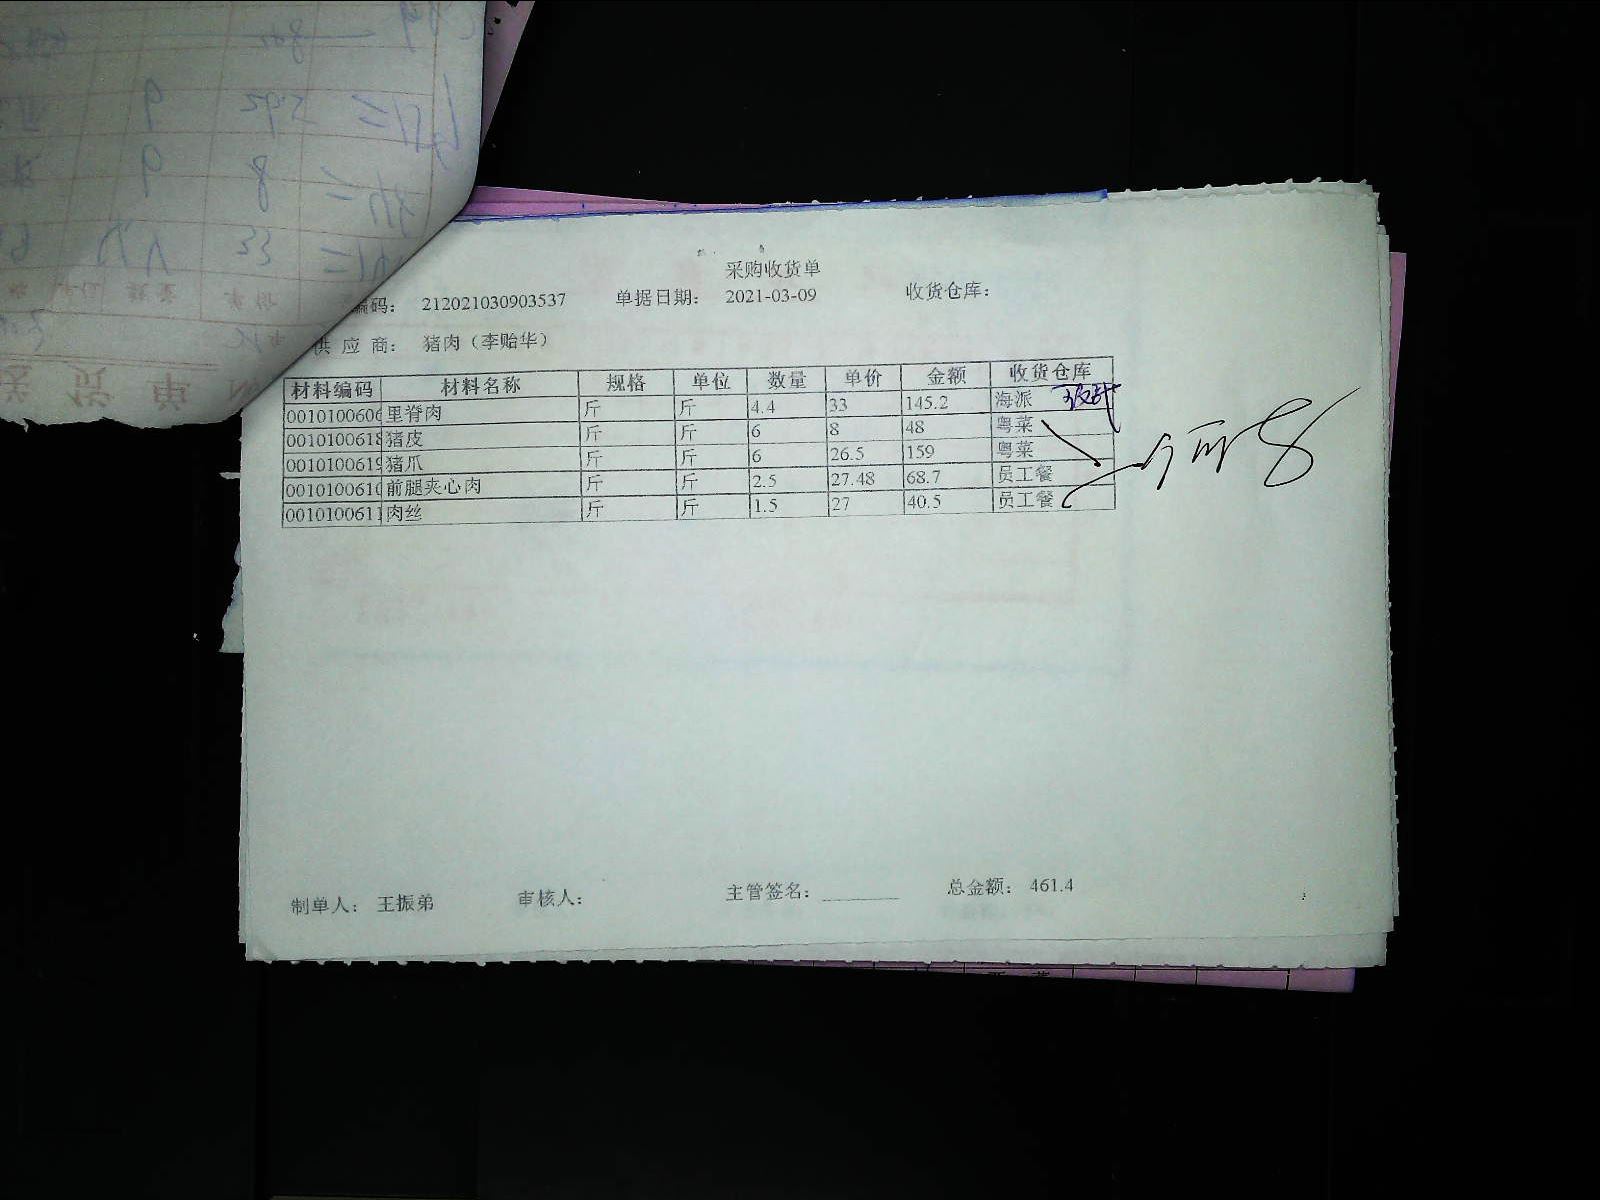 采购收货单
编码: 212021030903537 单据日期: 2021-03-09 收货仓库:
供 应 商: 猪肉（李贻华）
材料编码 材料名称 规格 单位 数量 单价 金额 收货仓库
0010100606 里脊肉 斤 斤 4.4 33 145.2 海派
0010100618 猪皮 斤 斤 6 8 48 粤菜
0010100619 猪爪 斤 斤 6 26.5 159 粤菜
0010100610 前腿夹心肉 斤 斤 2.5 27.48 68.7 员工餐
0010100611 肉丝 斤 斤 1.5 27 40.5 员工餐
制单人: 王振弟 审核人: 主管签名: ________ 总金额: 461.4